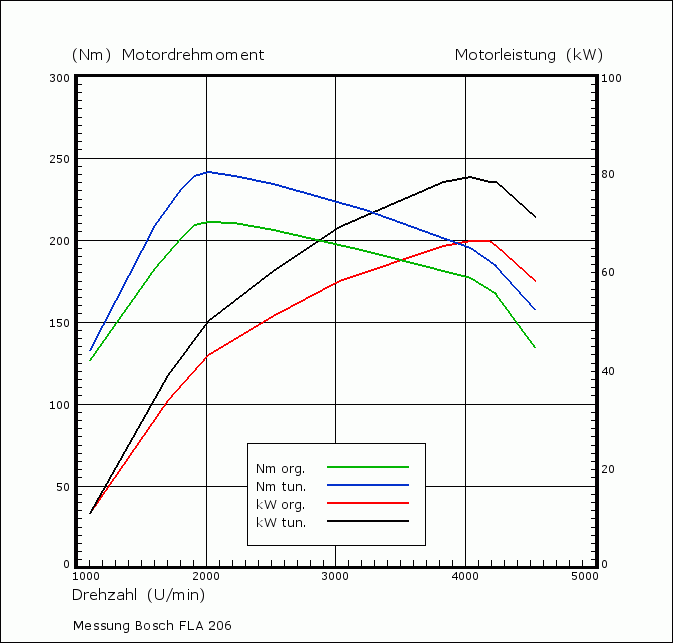 (Nm) Motordrehmoment Motorleistung (kW)
300 100
250
80
200
60
150
40
100
20
50
0 0
Nm org.
Nm tun.
kW org.
kW tun.
1000 2000 3000 4000 5000
Drehzahl (U/min)
Messung Bosch FLA 206